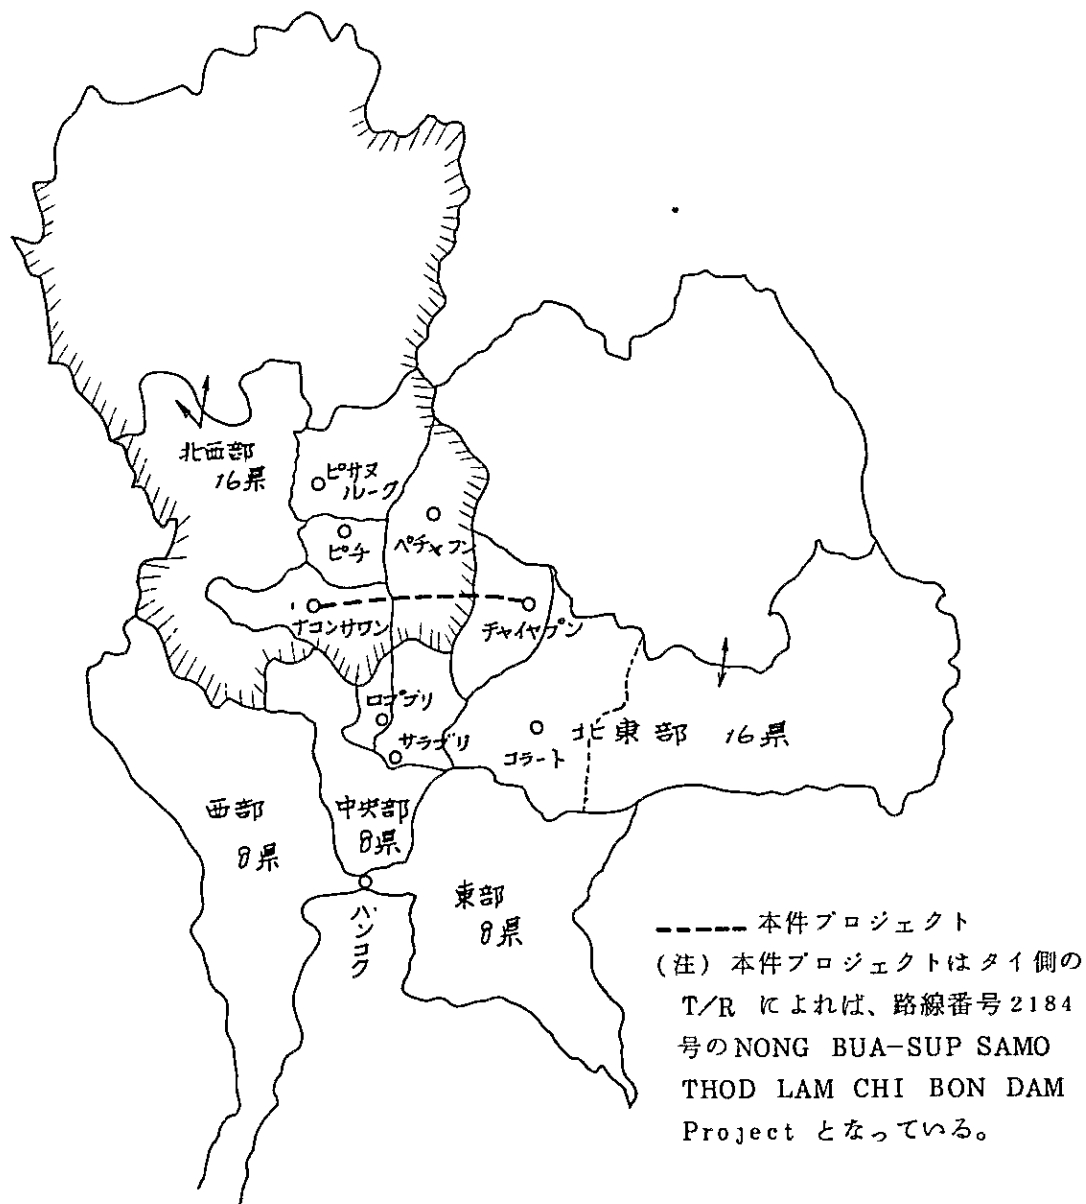 北西部
16県
ピサヌ
ルーク
ピチ
ペチャブン
ナコンサワン
チャイヤプン
ロブブリ
サラブリ
コラート
北東部 16県
西部
8県
中央部
8県
東部
8県
バンコク
本件プロジェクト
(注) 本件プロジェクトはタイ側の
T/R によれば、路線番号2184
号のNONG BUA-SUP SAMO
THOD LAM CHI BON DAM
Project となっている。